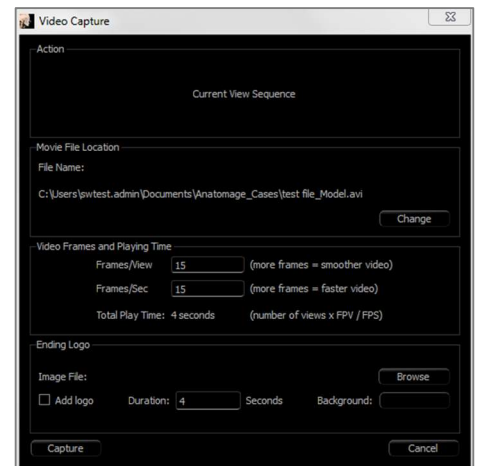 Video Capture
Action
Current View Sequence
Movie File Location
File Name:
C:\Users\swtest.admin\Documents\Anatomage_Cases\test file_Model.avi
Change
Video Frames and Playing Time
Frames/View 15 (more frames = smoother video)
Frames/Sec 15 (more frames = faster video)
Total Play Time: 4 seconds (number of views x FPV / FPS)
Ending Logo
Image File: Browse
Add logo Duration: 4 Seconds Background:
Capture Cancel